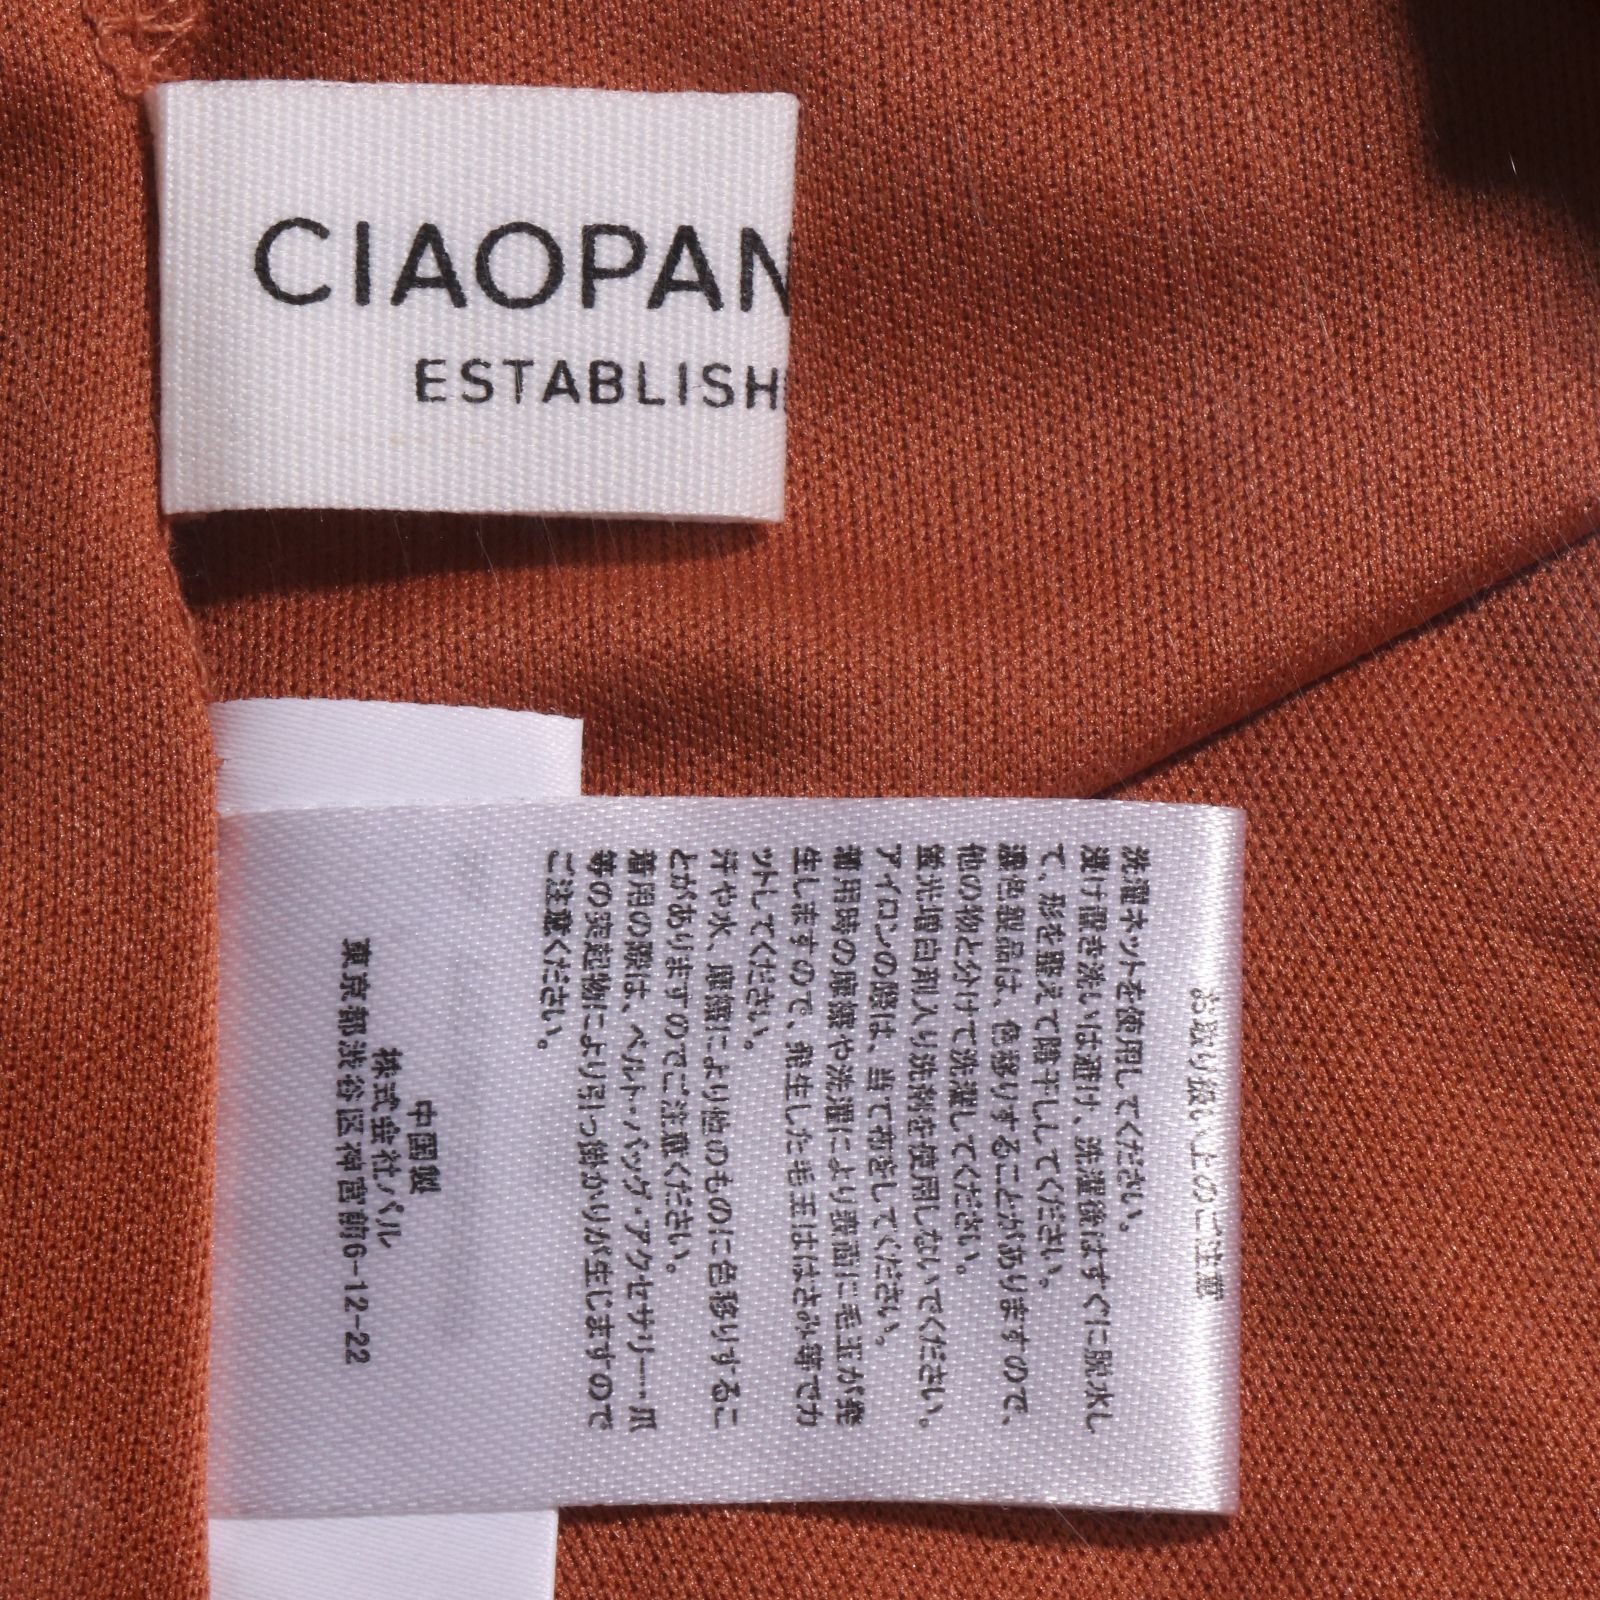 CIAOPAN
ESTABLISH
お取り扱い上のご注意
洗濯ネットを使用してください。
漬け置き洗いは避け、洗濯後はすぐに脱水し
て、形を整えて陰干ししてください。
濃色製品は、色移りすることがありますので、
他の物と分けて洗濯してください。
蛍光増白剤入り洗剤を使用しないでください。
アイロンの際は、当て布をしてください。
着用時の摩擦や洗濯により表面に毛玉が発
生しますので、発生した毛玉ははさみ等でカ
ットしてください。
汗や水、摩擦により他のものに色移りするこ
とがありますのでご注意ください。
着用の際は、ベルト・バッグ・アクセサリー・爪
等の突起物により引っ掛かりが生じますので
ご注意ください。
中国製
株式会社パル
東京都渋谷区神宮前6-12-22